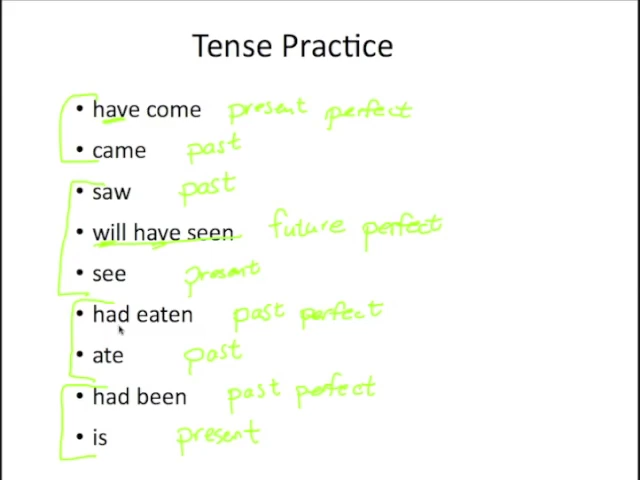 Tense Practice
• have come present perfect
• came past
• saw past
• will have seen future perfect
• see present
• had eaten past perfect
• ate past
• had been past perfect
• is present